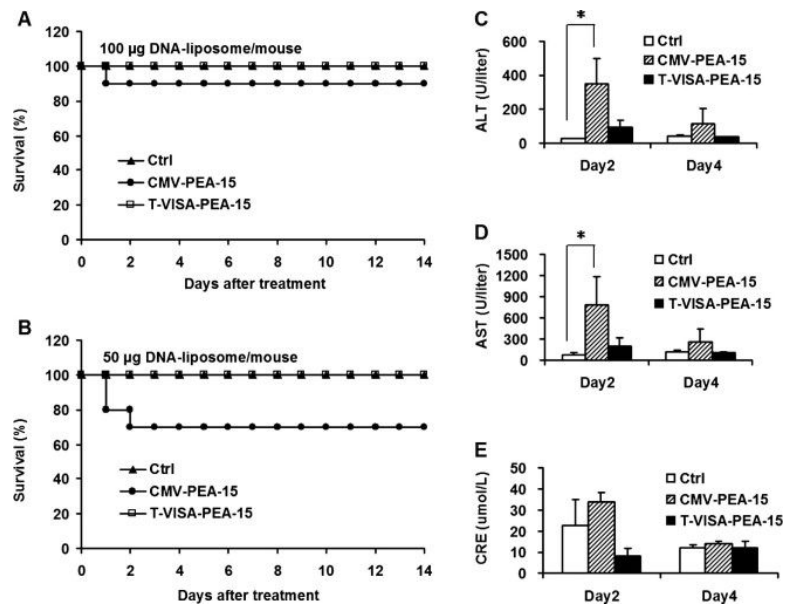 A
100 µg DNA-liposome/mouse
120
100
80
60
40
20
0
Survival (%)
Ctrl
CMV-PEA-15
T-VISA-PEA-15
0 2 4 6 8 10 12 14
Days after treatment
B
50 µg DNA-liposome/mouse
120
100
80
60
40
20
0
Survival (%)
Ctrl
CMV-PEA-15
T-VISA-PEA-15
0 2 4 6 8 10 12 14
Days after treatment
C
*
600
400
200
0
ALT (U/liter)
Ctrl
CMV-PEA-15
T-VISA-PEA-15
Day2 Day4
D
*
1500
1200
900
600
300
0
AST (U/liter)
Ctrl
CMV-PEA-15
T-VISA-PEA-15
Day2 Day4
E
50
40
30
20
10
0
CRE (umol/L)
Ctrl
CMV-PEA-15
T-VISA-PEA-15
Day2 Day4